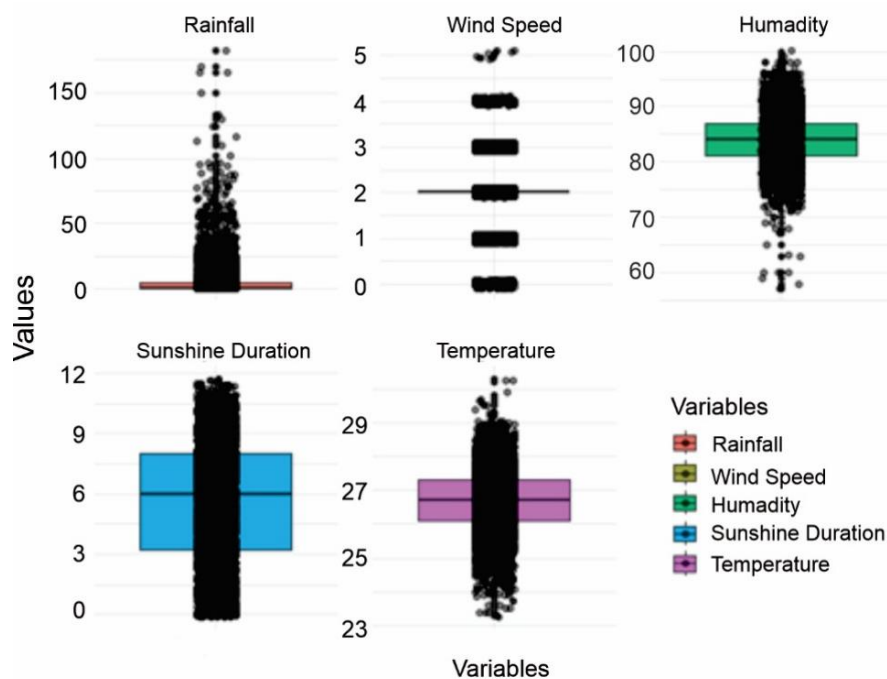 Rainfall
Wind Speed
Humadity
150
100
50
0
5
4
3
2
1
0
100
90
80
70
60
Values
Sunshine Duration
Temperature
12
9
6
3
0
29
27
25
23
Variables
Rainfall
Wind Speed
Humadity
Sunshine Duration
Temperature
Variables